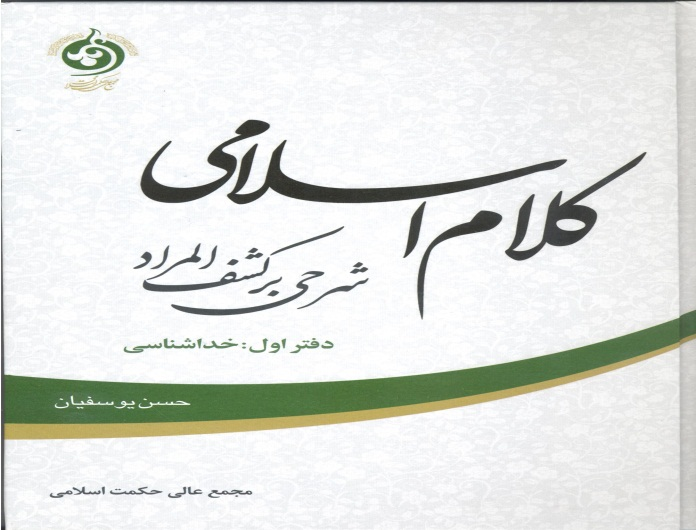 کلام اسلامی
شرحی بر کشف المراد
دفتر اول: خداشناسی
حسن یوسفیان
مجمع عالی حکمت اسلامی